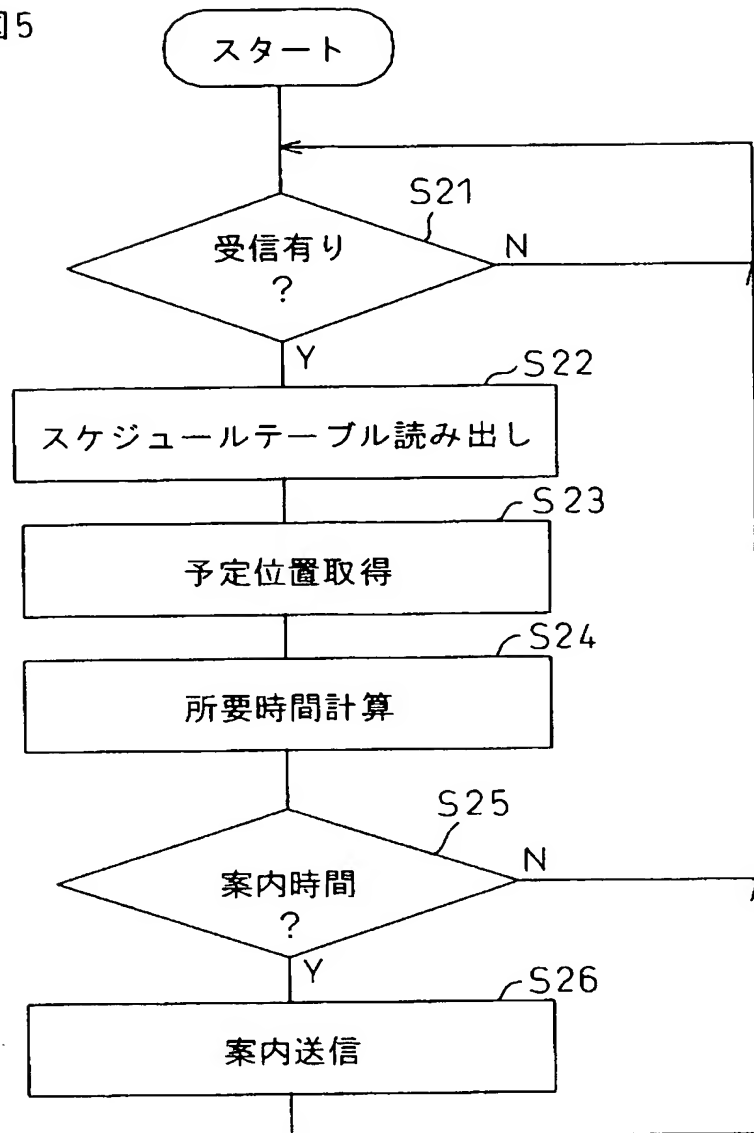 図5
スタート
S21
受信有り
?
N
Y
S22
スケジュールテーブル読み出し
S23
予定位置取得
S24
所要時間計算
S25
案内時間
?
N
Y
S26
案内送信